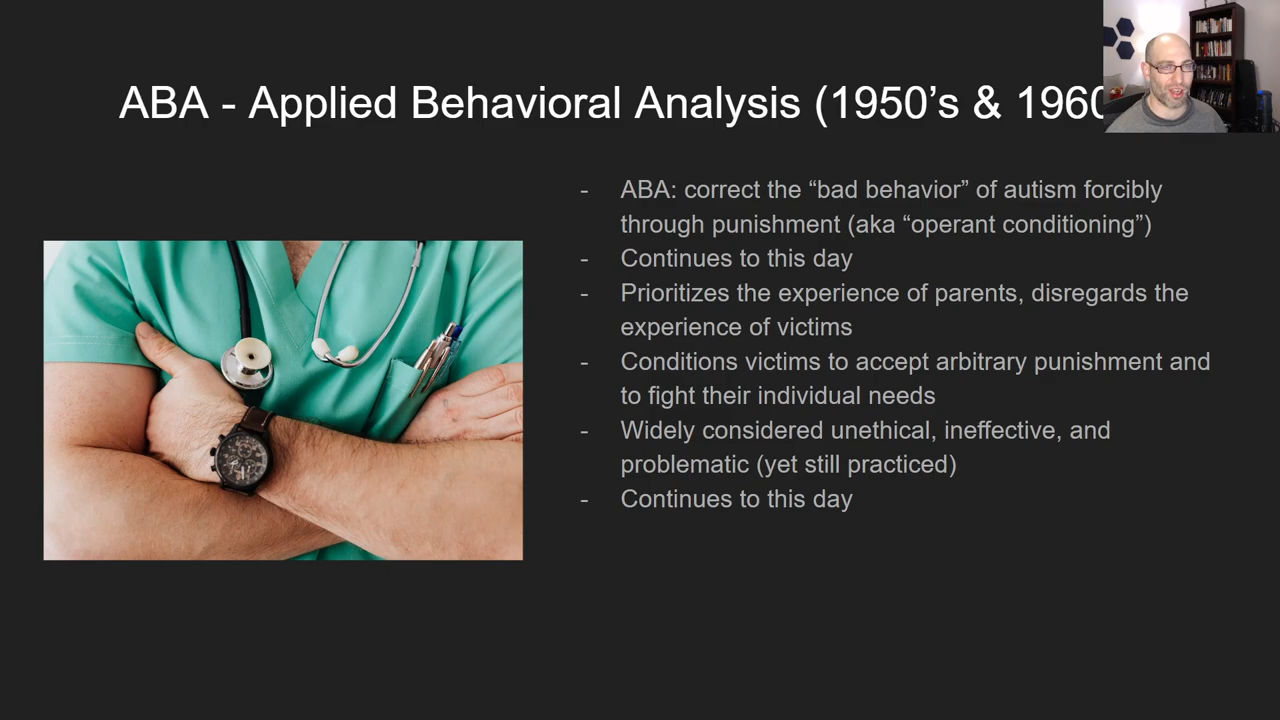 ABA - Applied Behavioral Analysis (1950’s & 1960
- ABA: correct the “bad behavior” of autism forcibly
through punishment (aka “operant conditioning”)
- Continues to this day
- Prioritizes the experience of parents, disregards the
experience of victims
- Conditions victims to accept arbitrary punishment and
to fight their individual needs
- Widely considered unethical, ineffective, and
problematic (yet still practiced)
- Continues to this day